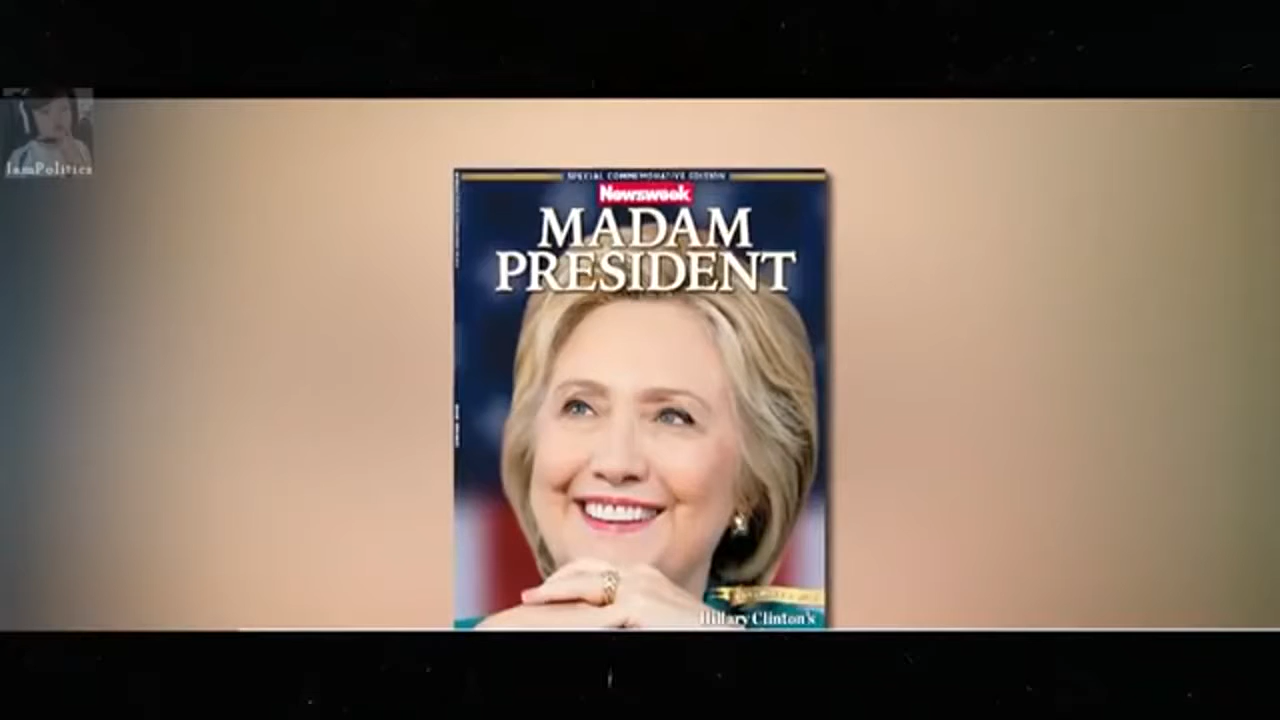 IamPolitics
SPECIAL COMMEMORATIVE EDITION
Newsweek
MADAM
PRESIDENT
Hillary Clinton's